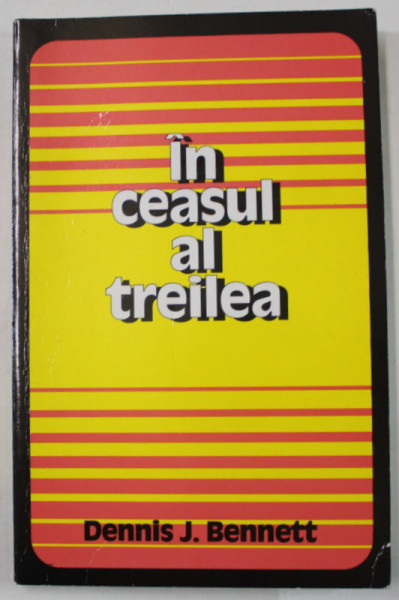 În
ceasul
al
treilea
Dennis J. Bennett